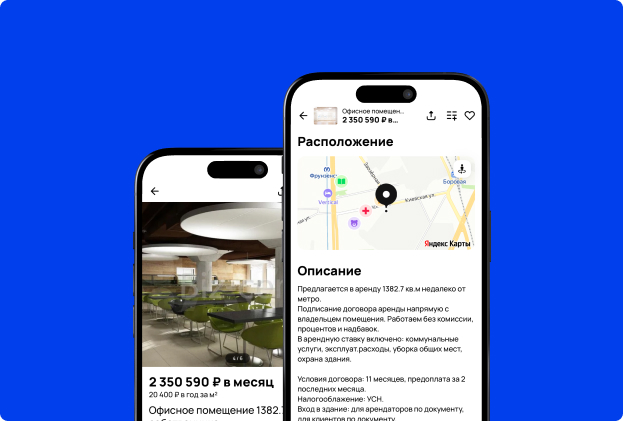 4 / 6
2 350 590 ₽ в месяц
20 400 ₽ в год за м²
Офисное помещение 1382.7
Офисное помещен...
2 350 590 ₽ в...
Расположение
Фрунзенс
Боровая
Vertical
Киевская ул.
Яндекс Карты
Описание
Предлагается в аренду 1382.7 кв.м недалеко от
метро.
Подписание договора аренды напрямую с
владельцем помещения. Работаем без комиссии,
процентов и надбавок.
В арендную ставку включено: коммунальные
услуги, эксплуат.расходы, уборка общих мест,
охрана здания.
Условия договора: 11 месяцев, предоплата за 2
последних месяца.
Налогообложение: УСН.
Вход в здание: для арендаторов по документу,
для клиентов по документу